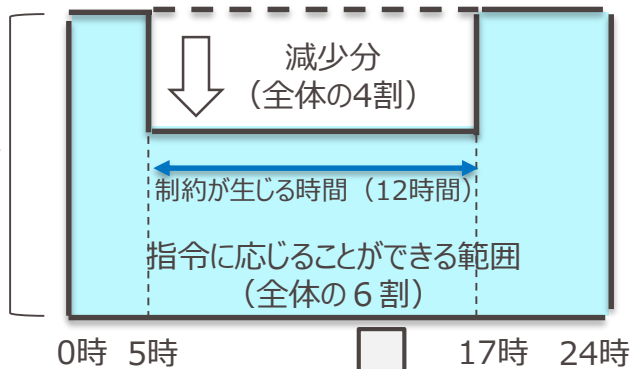 減少分
（全体の4割）
制約が生じる時間（12時間）
指令に応じることができる範囲
（全体の６割）
0時 5時 17時 24時